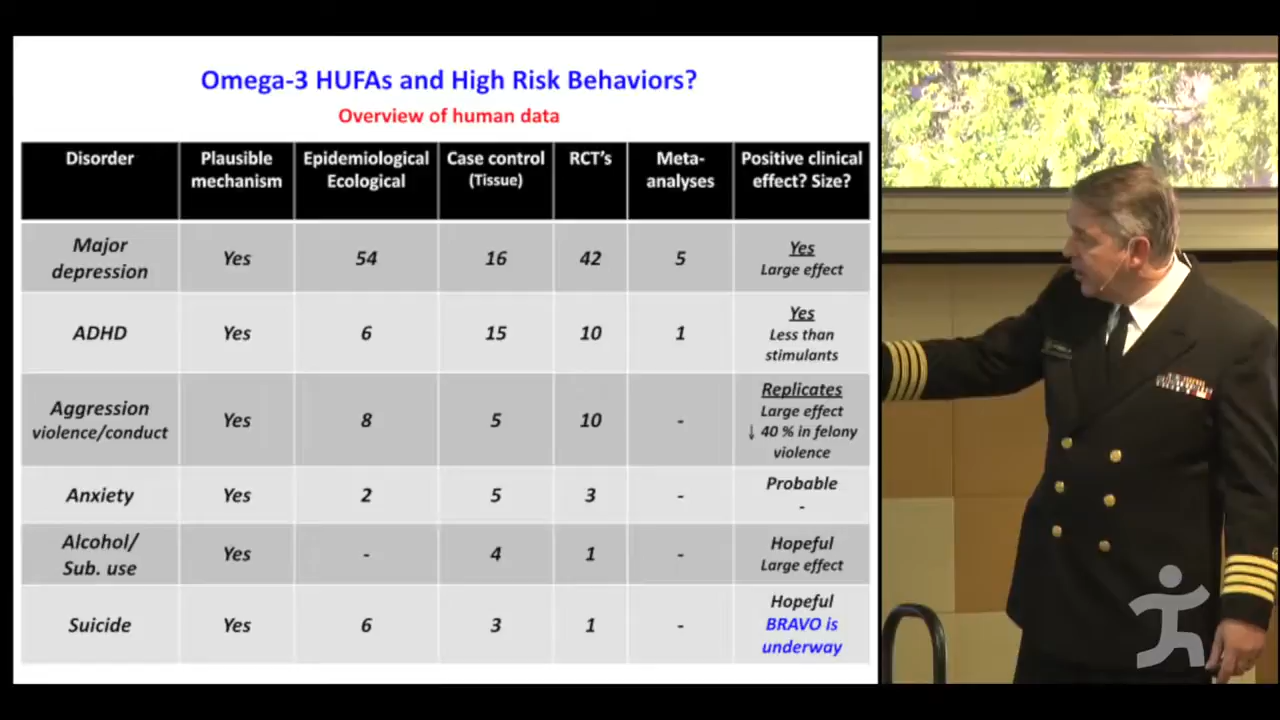 Omega-3 HUFAs and High Risk Behaviors?
Overview of human data
Disorder
Plausible
mechanism
Epidemiological
Ecological
Case control
(Tissue)
RCT's
Meta-
analyses
Positive clinical
effect? Size?
Major
depression
Yes
54
16
42
5
Yes
Large effect
ADHD
Yes
6
15
10
1
Yes
Less than
stimulants
Aggression
violence/conduct
Yes
8
5
10
-
Replicates
Large effect
↓ 40 % in felony
violence
Anxiety
Yes
2
5
3
-
Probable
-
Alcohol/
Sub. use
Yes
-
4
1
-
Hopeful
Large effect
Suicide
Yes
6
3
1
-
Hopeful
BRAVO is
underway